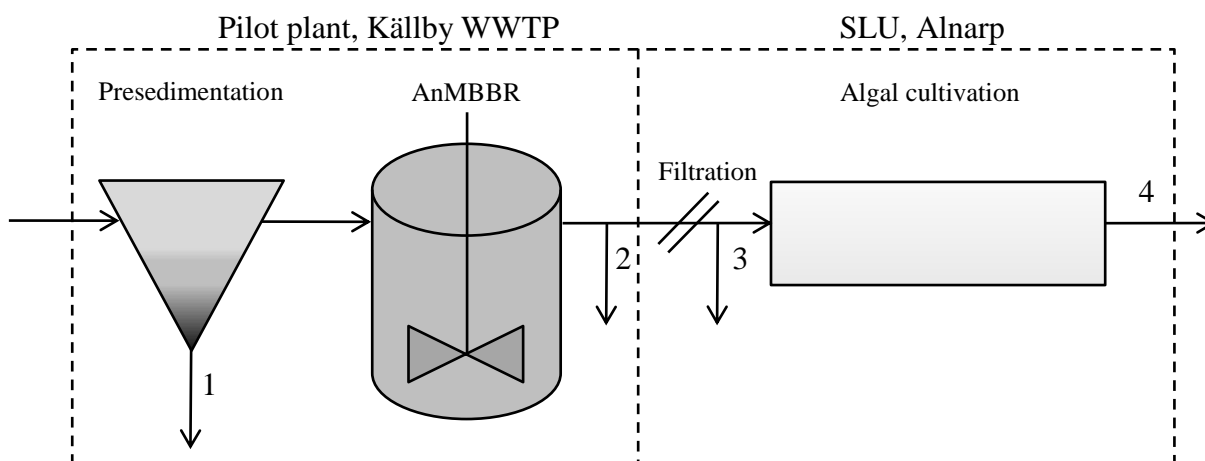 Pilot plant, Källby WWTP
SLU, Alnarp
Presedimentation
AnMBBR
Algal cultivation
Filtration
4
2
3
1